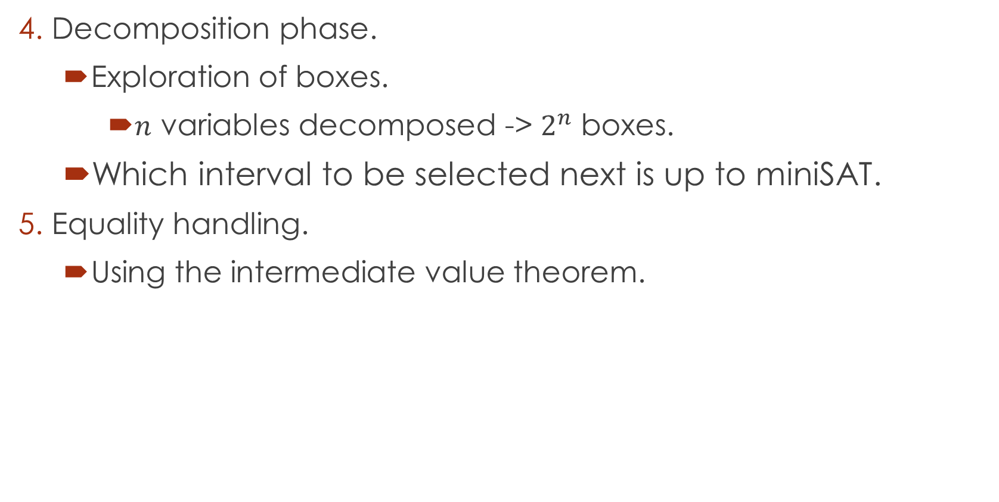 4. Decomposition phase.
Exploration of boxes.
n variables decomposed -> 2ⁿ boxes.
Which interval to be selected next is up to miniSAT.
5. Equality handling.
Using the intermediate value theorem.